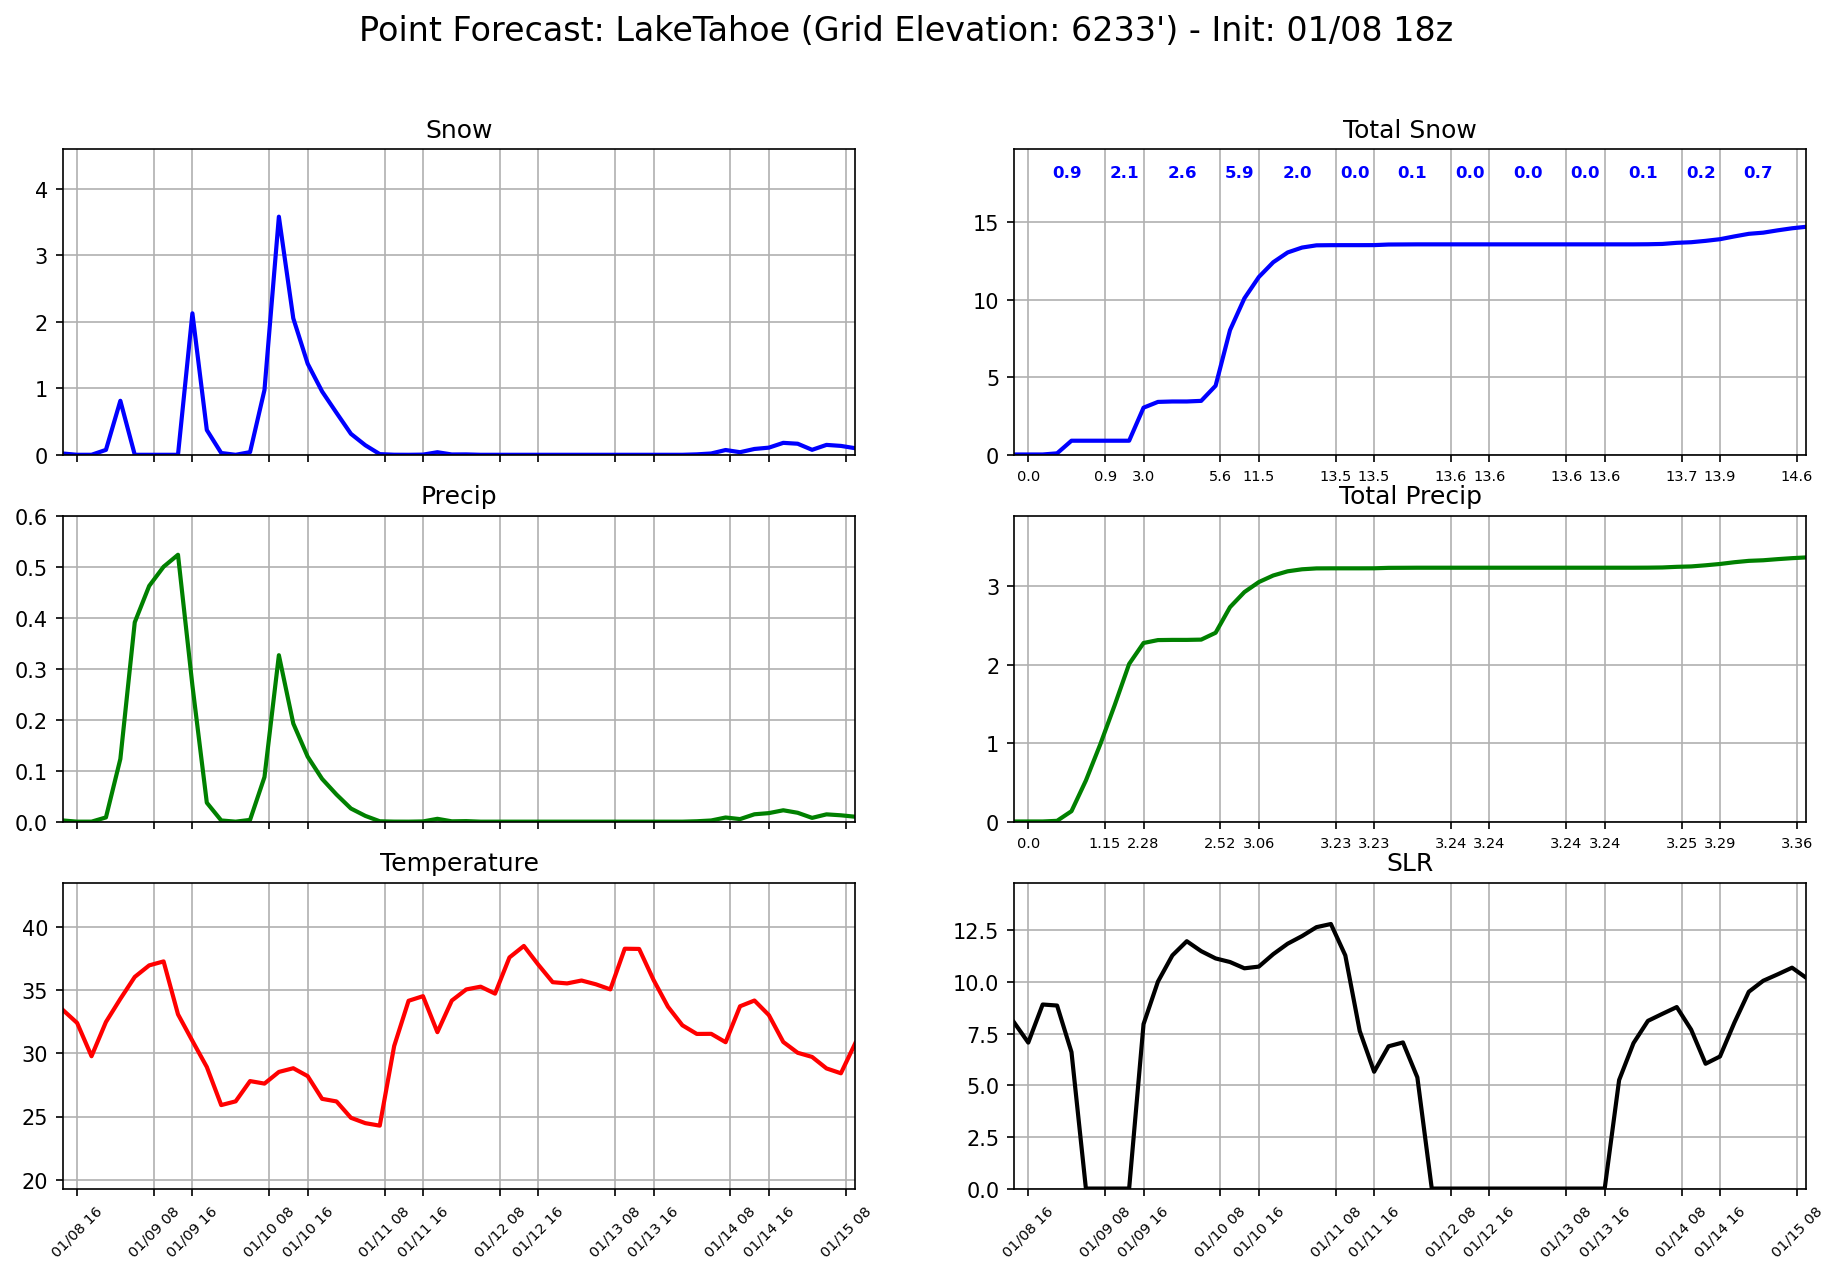 Point Forecast: LakeTahoe (Grid Elevation: 6233') - Init: 01/08 18z
Snow
4
3
2
1
0
Total Snow
0.9 2.1 2.6 5.9 2.0 0.0 0.1 0.0 0.0 0.0 0.1 0.2 0.7
15
10
5
0
0.0 0.9 3.0 5.6 11.5 13.5 13.5 13.6 13.6 13.6 13.6 13.7 13.9 14.6
Precip
0.6
0.5
0.4
0.3
0.2
0.1
0.0
Total Precip
3
2
1
0
0.0 1.15 2.28 2.52 3.06 3.23 3.23 3.24 3.24 3.24 3.24 3.25 3.29 3.36
Temperature
40
35
30
25
20
01/08 16 01/09 08 01/09 16 01/10 08 01/10 16 01/11 08 01/11 16 01/12 08 01/12 16 01/13 08 01/13 16 01/14 08 01/14 16 01/15 08
SLR
12.5
10.0
7.5
5.0
2.5
0.0
01/08 16 01/09 08 01/09 16 01/10 08 01/10 16 01/11 08 01/11 16 01/12 08 01/12 16 01/13 08 01/13 16 01/14 08 01/14 16 01/15 08